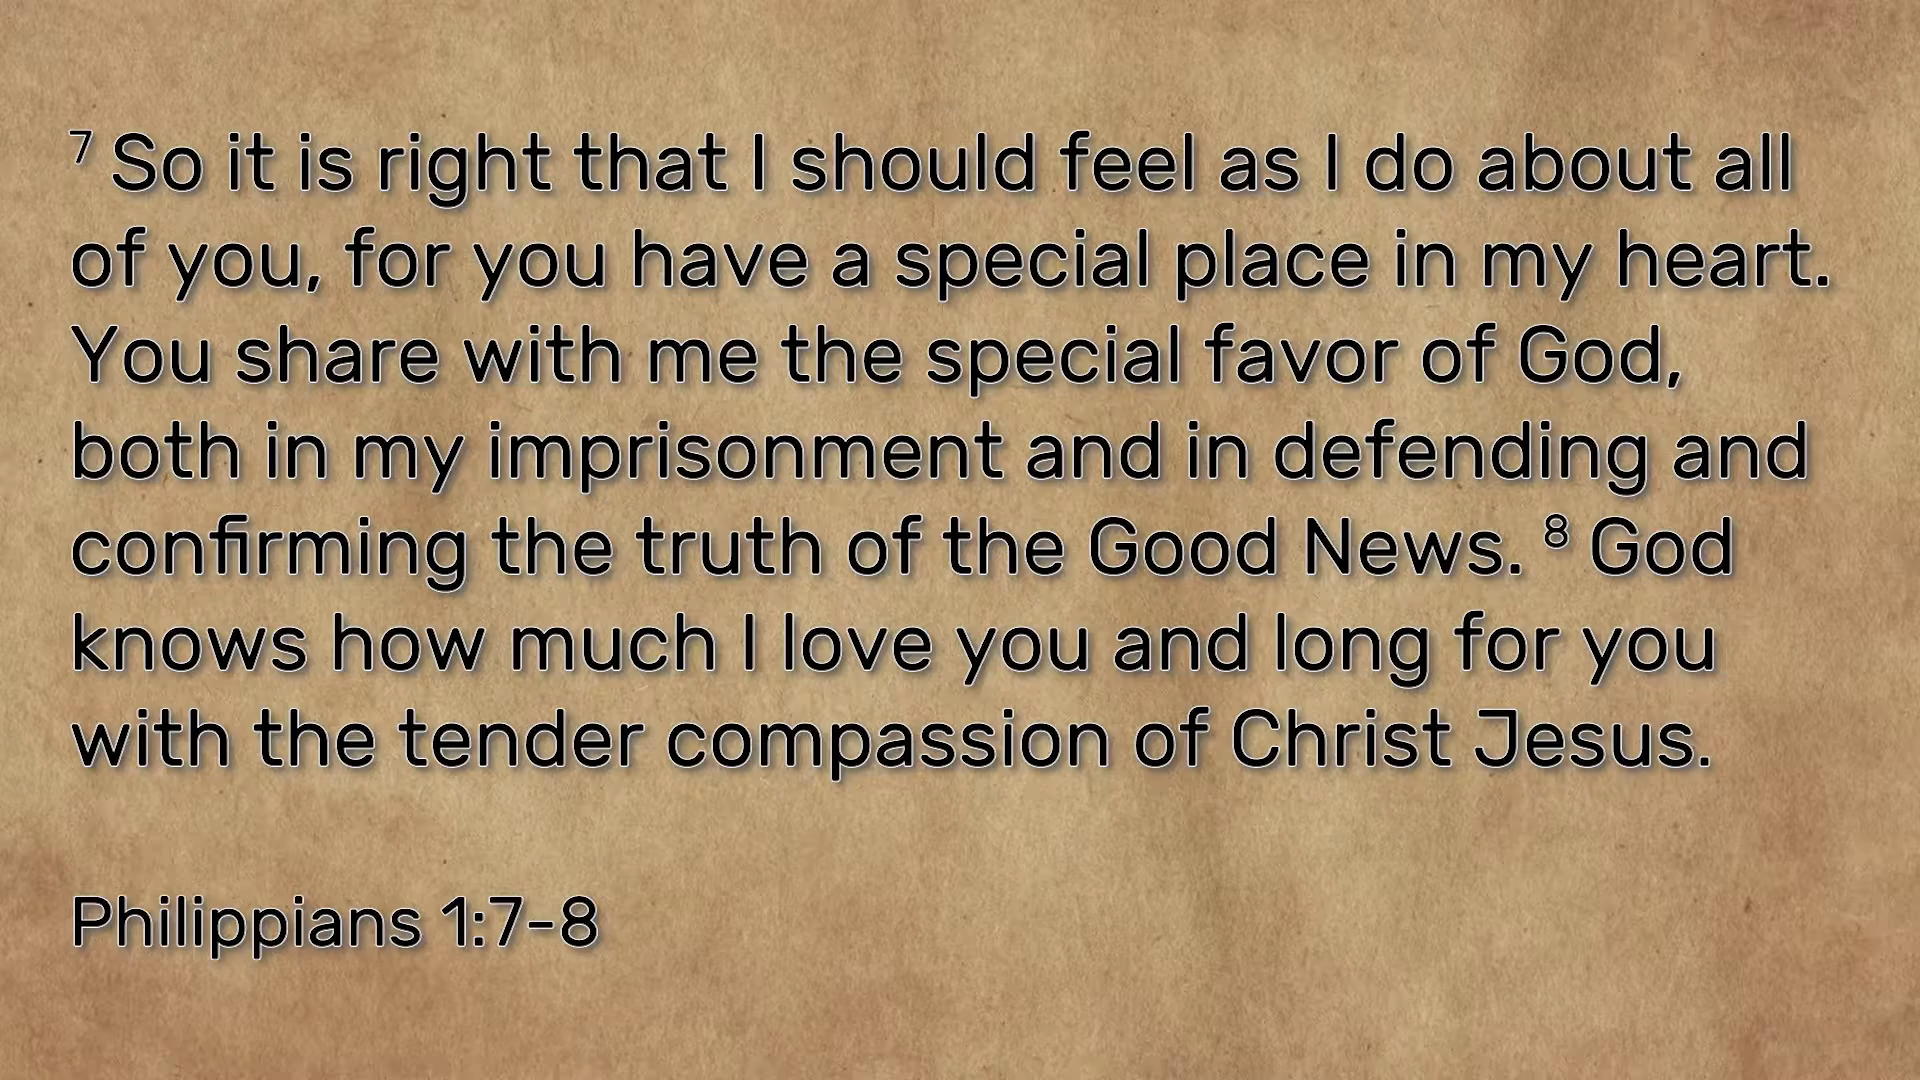 ⁷ So it is right that I should feel as I do about all
of you, for you have a special place in my heart.
You share with me the special favor of God,
both in my imprisonment and in defending and
confirming the truth of the Good News. ⁸ God
knows how much I love you and long for you
with the tender compassion of Christ Jesus.
Philippians 1:7-8